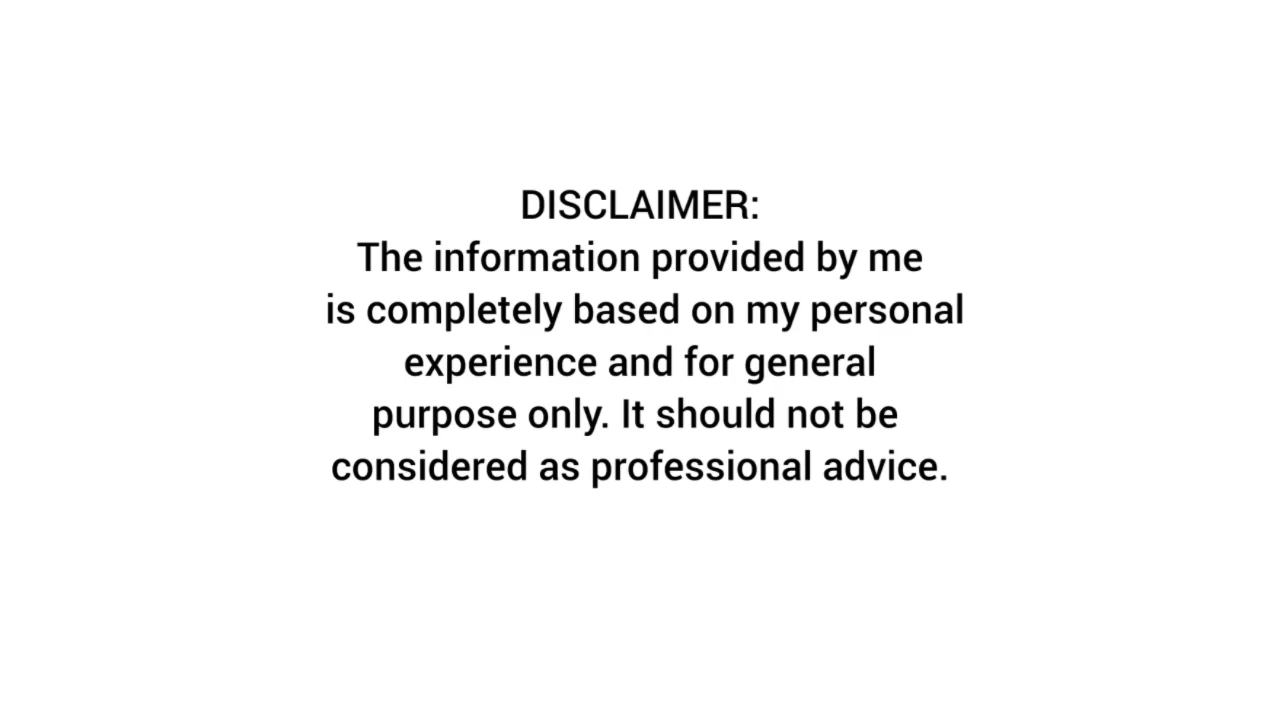 DISCLAIMER:
The information provided by me
is completely based on my personal
experience and for general
purpose only. It should not be
considered as professional advice.